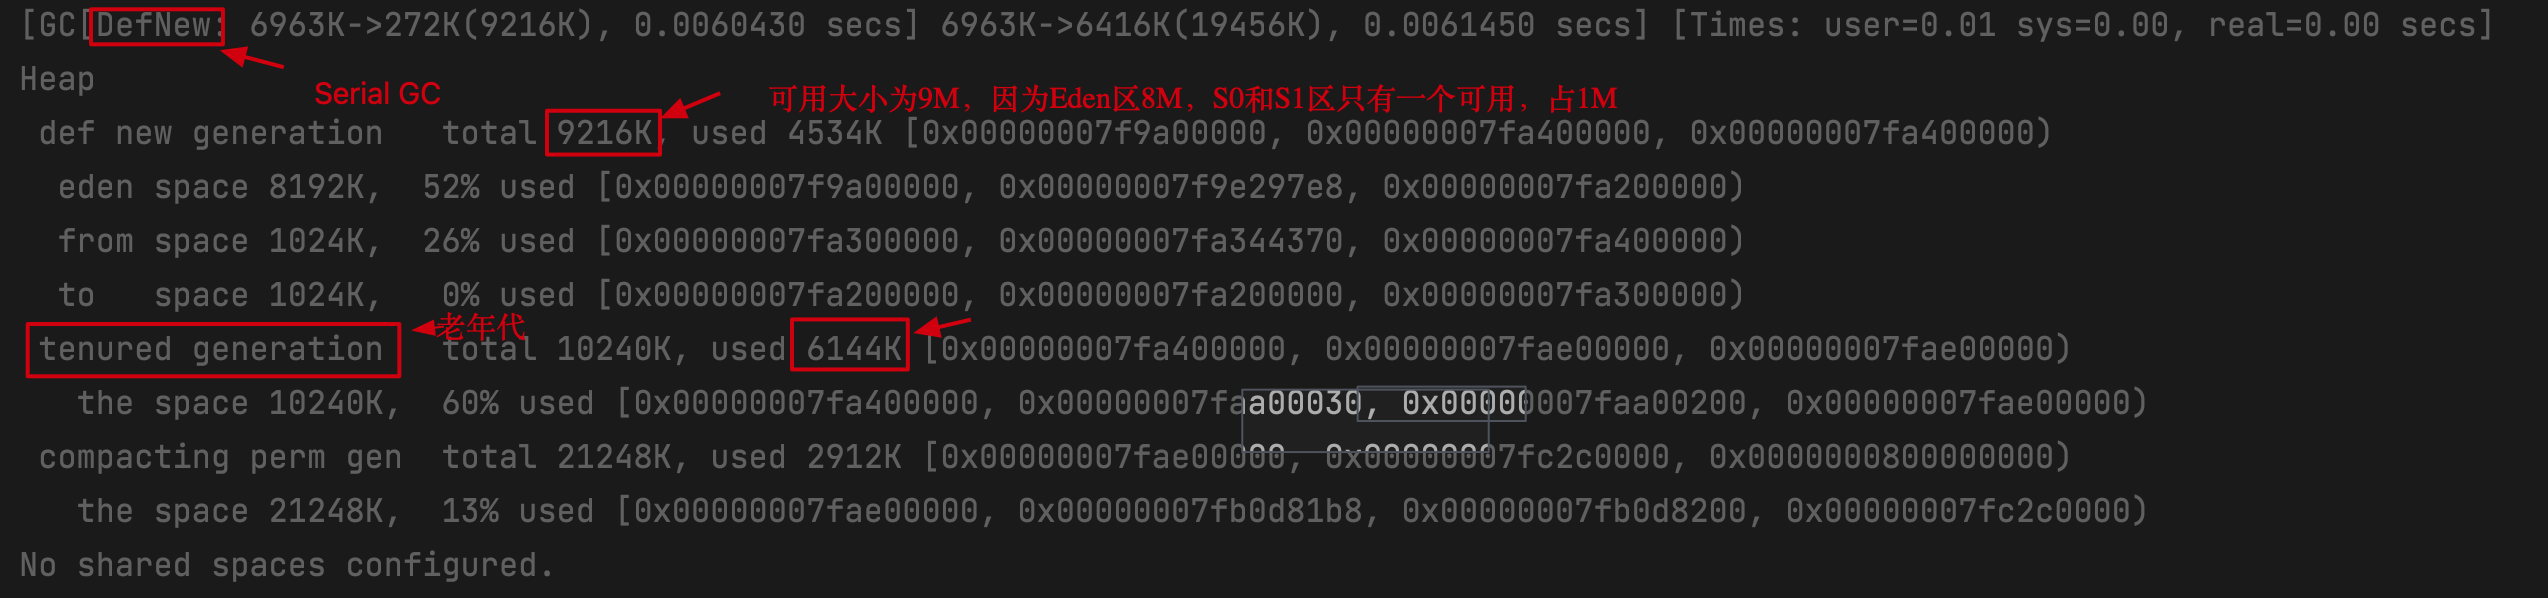 [GC[DefNew: 6963K->272K(9216K), 0.0060430 secs] 6963K->6416K(19456K), 0.0061450 secs] [Times: user=0.01 sys=0.00, real=0.00 secs]
Heap
Serial GC
可用大小为9M，因为Eden区8M，S0和S1区只有一个可用，占1M
def new generation total 9216K, used 4534K [0x00000007f9a00000, 0x00000007fa400000, 0x00000007fa400000)
eden space 8192K, 52% used [0x00000007f9a00000, 0x00000007f9e297e8, 0x00000007fa200000)
from space 1024K, 26% used [0x00000007fa300000, 0x00000007fa344370, 0x00000007fa400000)
to space 1024K, 0% used [0x00000007fa200000, 0x00000007fa200000, 0x00000007fa300000)
老年代
tenured generation total 10240K, used 6144K [0x00000007fa400000, 0x00000007fae00000, 0x00000007fae00000)
the space 10240K, 60% used [0x00000007fa400000, 0x00000007faa00030, 0x00000007faa00200, 0x00000007fae00000)
compacting perm gen total 21248K, used 2912K [0x00000007fae00000, 0x00000007fc2c0000, 0x0000000800000000)
the space 21248K, 13% used [0x00000007fae00000, 0x00000007fb0d81b8, 0x00000007fb0d8200, 0x00000007fc2c0000)
No shared spaces configured.